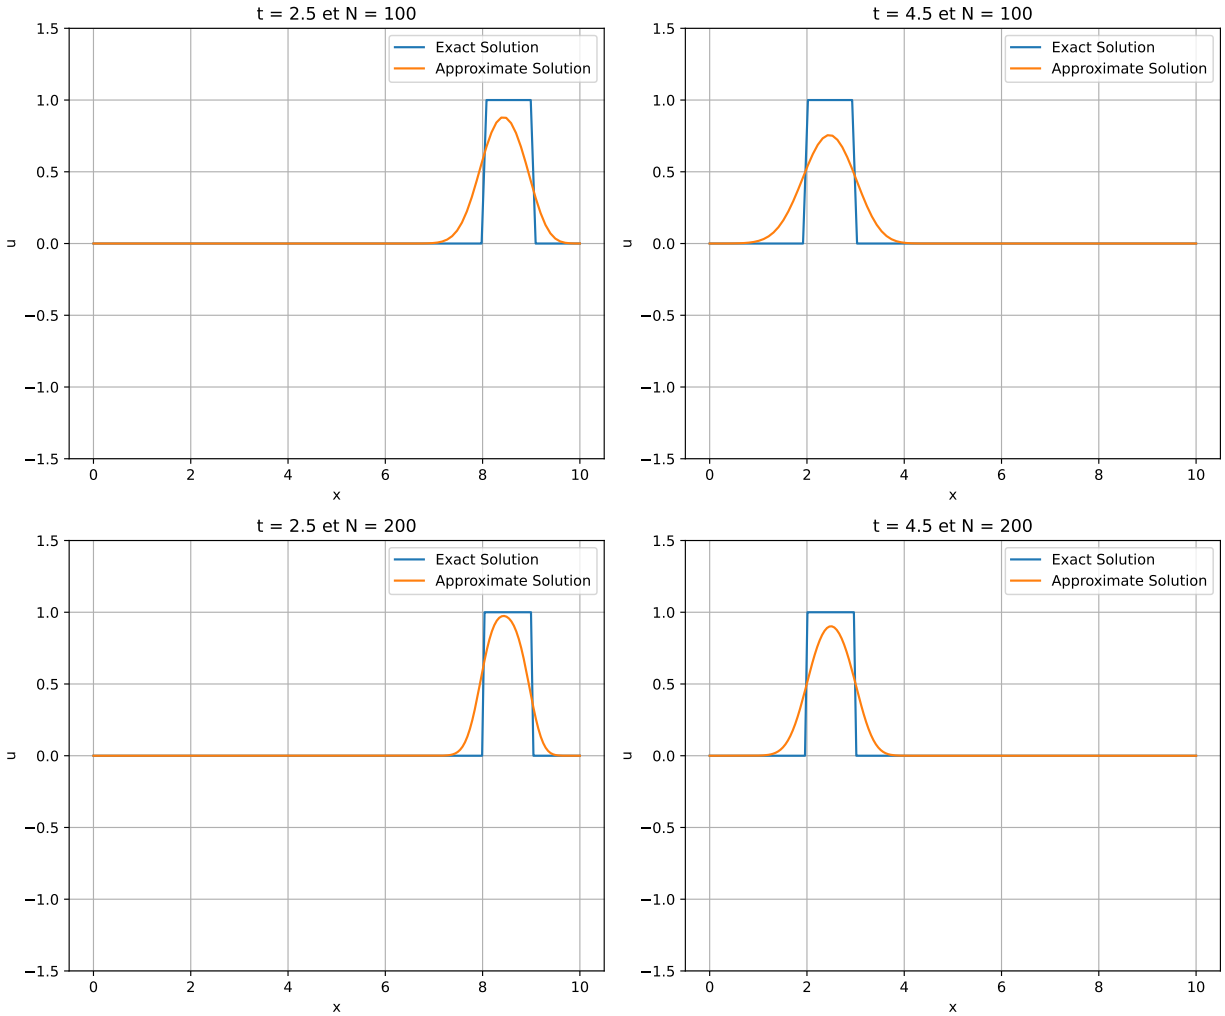 t = 2.5 et N = 100
1.5
1.0
0.5
0.0
−0.5
−1.0
−1.5
u
0 2 4 6 8 10
x
Exact Solution
Approximate Solution
t = 4.5 et N = 100
1.5
1.0
0.5
0.0
−0.5
−1.0
−1.5
u
0 2 4 6 8 10
x
Exact Solution
Approximate Solution
t = 2.5 et N = 200
1.5
1.0
0.5
0.0
−0.5
−1.0
−1.5
u
0 2 4 6 8 10
x
Exact Solution
Approximate Solution
t = 4.5 et N = 200
1.5
1.0
0.5
0.0
−0.5
−1.0
−1.5
u
0 2 4 6 8 10
x
Exact Solution
Approximate Solution